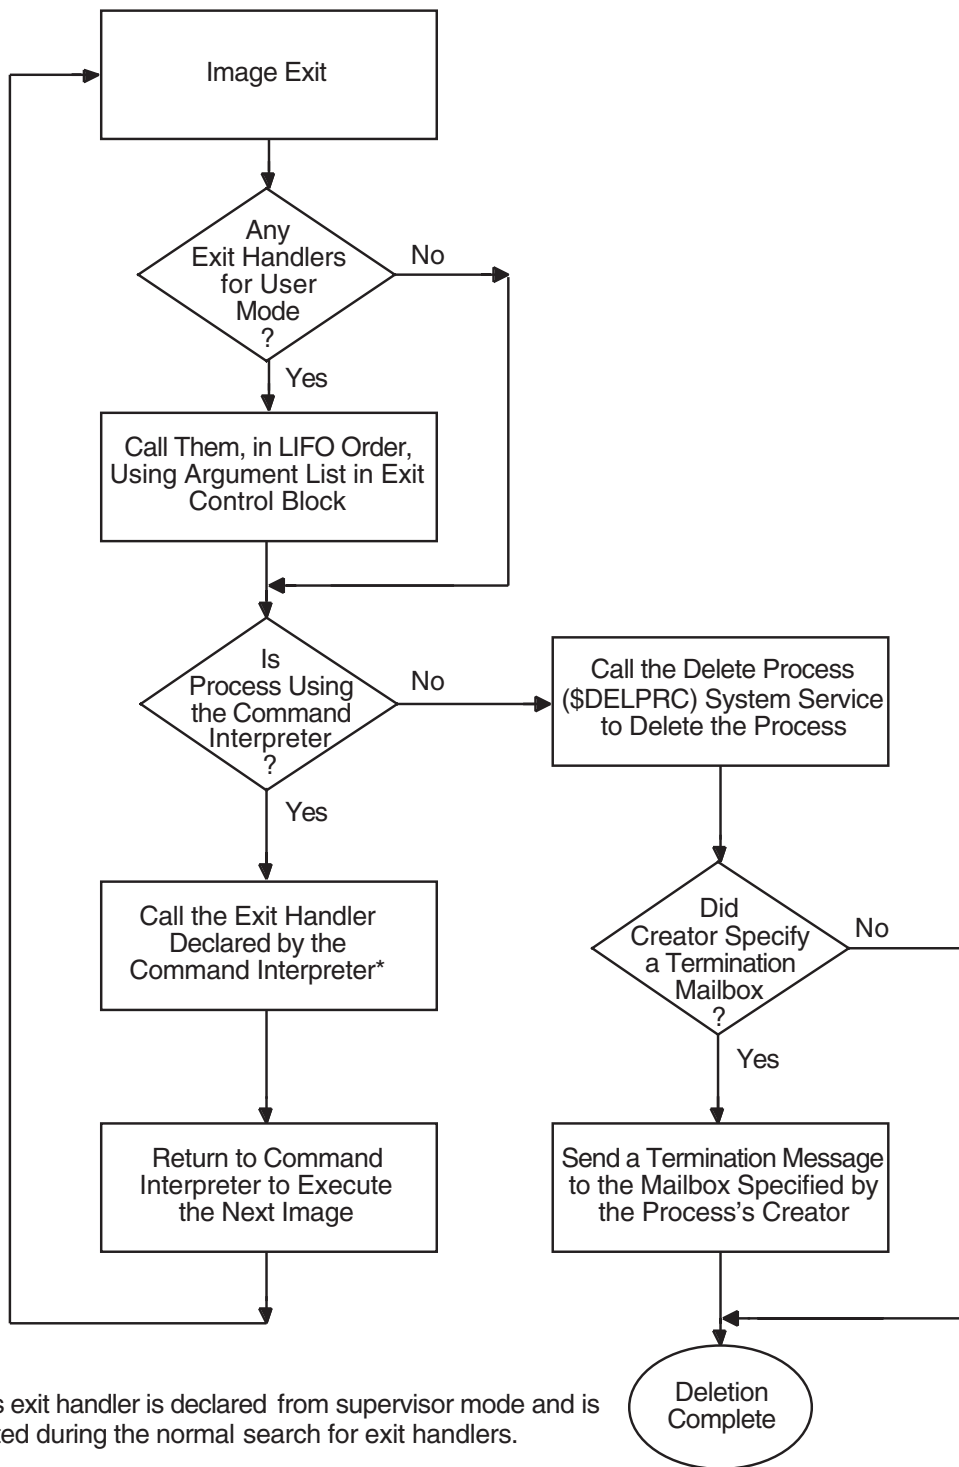 Image Exit
Any
Exit Handlers
for User
Mode
?
No
Yes
Call Them, in LIFO Order,
Using Argument List in Exit
Control Block
Is
Process Using
the Command
Interpreter
?
No
Yes
Call the Delete Process
($DELPRC) System Service
to Delete the Process
Call the Exit Handler
Declared by the
Command Interpreter*
Did
Creator Specify
a Termination
Mailbox
?
No
Yes
Return to Command
Interpreter to Execute
the Next Image
Send a Termination Message
to the Mailbox Specified by
the Process's Creator
Deletion
Complete
exit handler is declared from supervisor mode and is
during the normal search for exit handlers.